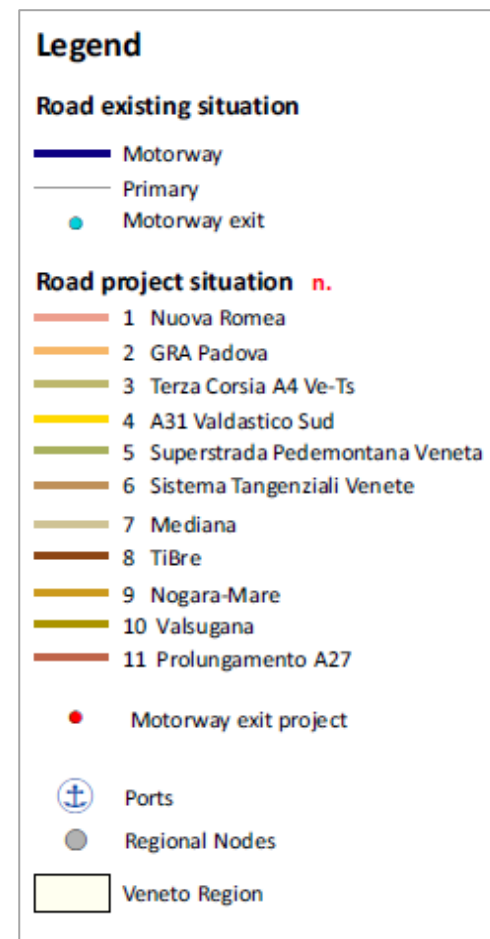 Legend
Road existing situation
Motorway
Primary
Motorway exit
Road project situation n.
1 Nuova Romea
2 GRA Padova
3 Terza Corsia A4 Ve-Ts
4 A31 Valdastico Sud
5 Superstrada Pedemontana Veneta
6 Sistema Tangenziali Venete
7 Mediana
8 TiBre
9 Nogara-Mare
10 Valsugana
11 Prolungamento A27
Motorway exit project
Ports
Regional Nodes
Veneto Region